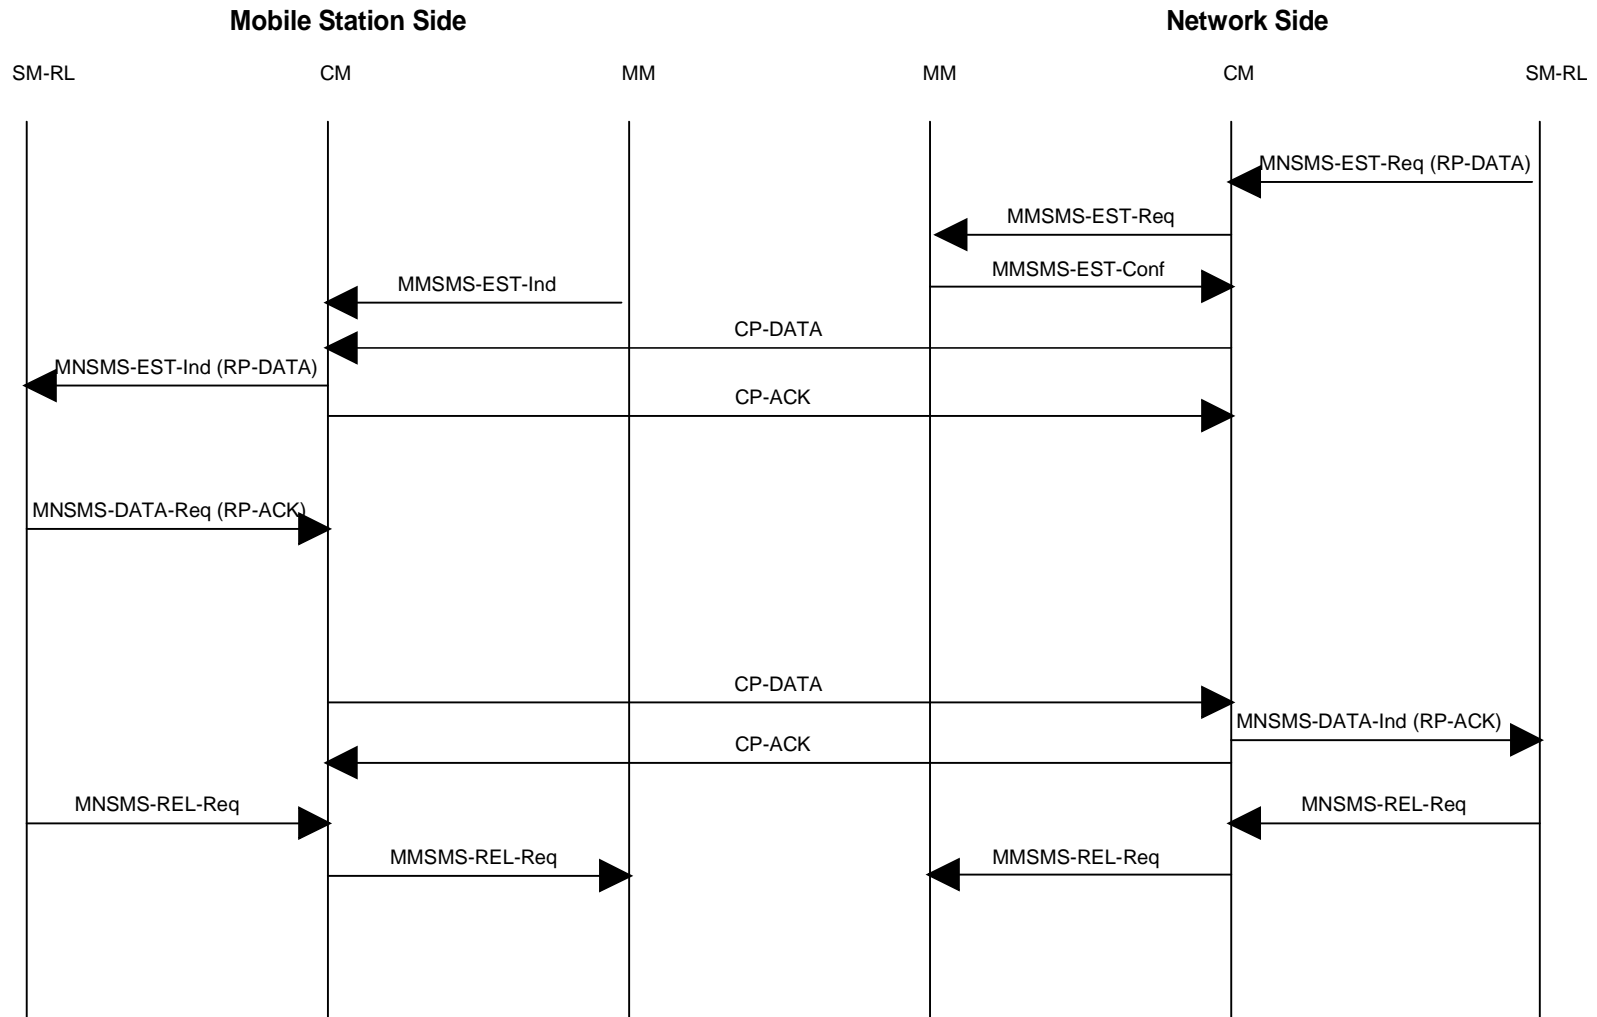 Mobile Station Side
Network Side
SM-RL
CM
MM
MM
CM
SM-RL
MNSMS-EST-Req (RP-DATA)
MMSMS-EST-Req
MMSMS-EST-Conf
MMSMS-EST-Ind
CP-DATA
MNSMS-EST-Ind (RP-DATA)
CP-ACK
MNSMS-DATA-Req (RP-ACK)
CP-DATA
MNSMS-DATA-Ind (RP-ACK)
CP-ACK
MNSMS-REL-Req
MNSMS-REL-Req
MMSMS-REL-Req
MMSMS-REL-Req